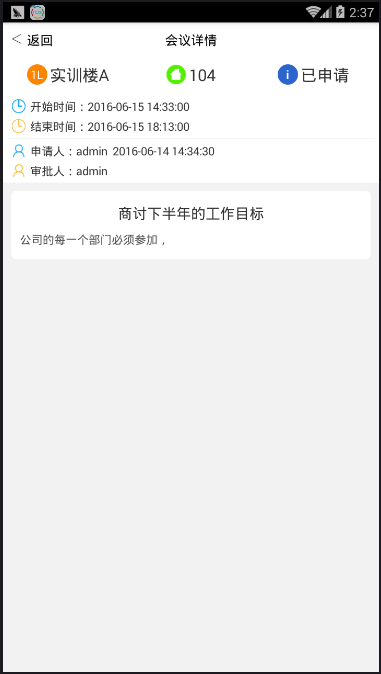 2:37
< 返回 会议详情
1L 实训楼A 104 i 已申请
开始时间：2016-06-15 14:33:00
结束时间：2016-06-15 18:13:00
申请人：admin 2016-06-14 14:34:30
审批人：admin
商讨下半年的工作目标
公司的每一个部门必须参加，